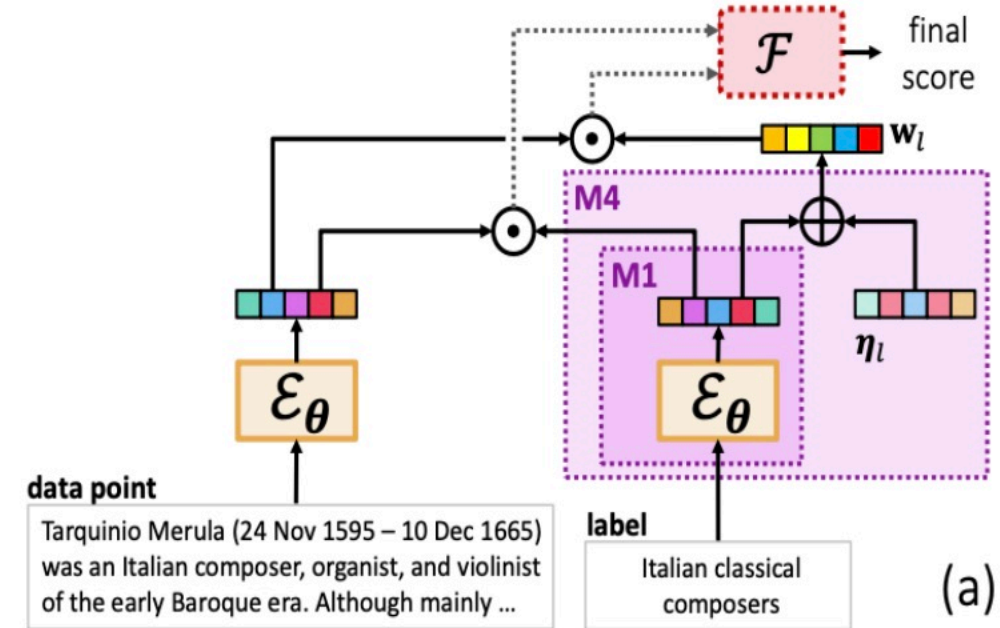 ℱ
final
score
w_l
M4
M1
η_l
ℰ_θ
ℰ_θ
data point
Tarquinio Merula (24 Nov 1595 – 10 Dec 1665)
was an Italian composer, organist, and violinist
of the early Baroque era. Although mainly ...
label
Italian classical
composers
(a)